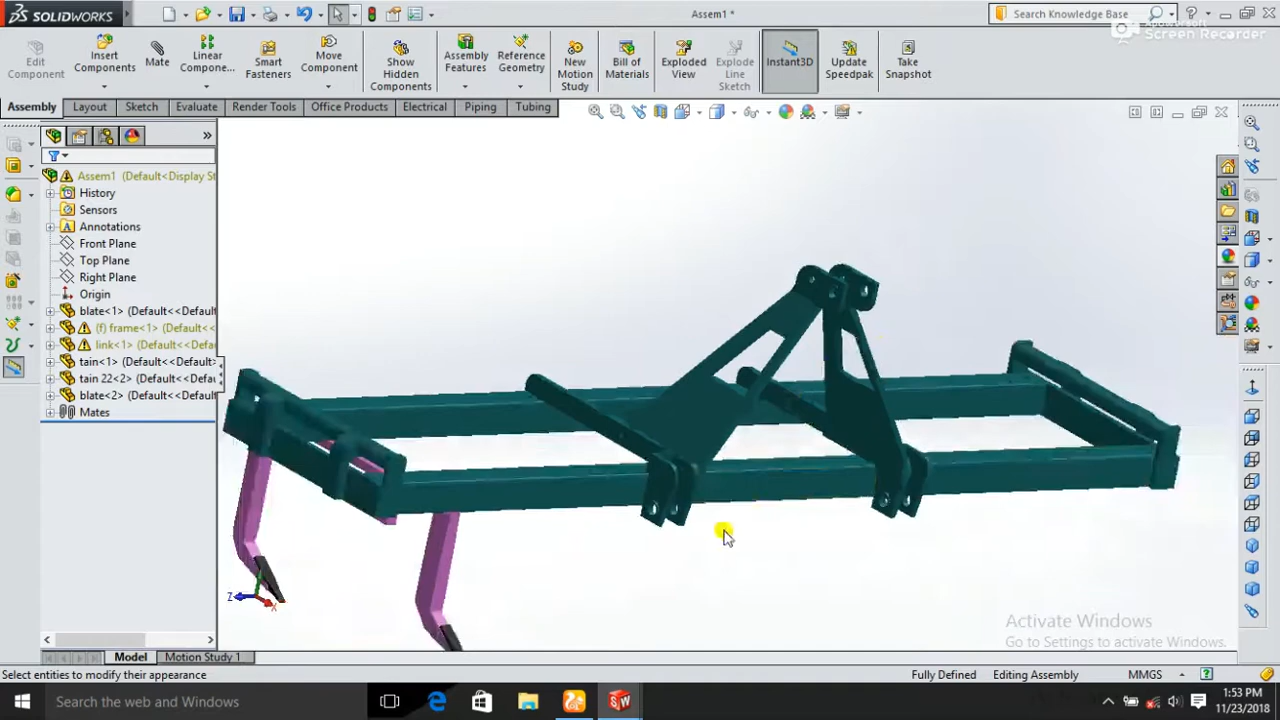 SOLIDWORKS
Assem1 *
Search Knowledge Base
Screen Recorder
Edit Component
Insert Components
Mate
Linear Compone...
Smart Fasteners
Move Component
Show Hidden Components
Assembly Features
Reference Geometry
New Motion Study
Bill of Materials
Exploded View
Explode Line Sketch
Instant3D
Update Speedpak
Take Snapshot
Assembly
Layout
Sketch
Evaluate
Render Tools
Office Products
Electrical
Piping
Tubing
Assem1 (Default<Display St
History
Sensors
Annotations
Front Plane
Top Plane
Right Plane
Origin
blate<1> (Default<<Default
(f) frame<1> (Default<<
link<1> (Default<<Defau
tain<1> (Default<<Default
tain 22<2> (Default<<Defau
blate<2> (Default<<Default
Mates
Z
X
Activate Windows
Go to Settings to activate Windows.
Model
Motion Study 1
Select entities to modify their appearance
Fully Defined
Editing Assembly
MMGS
Search the web and Windows
1:53 PM
11/23/2018